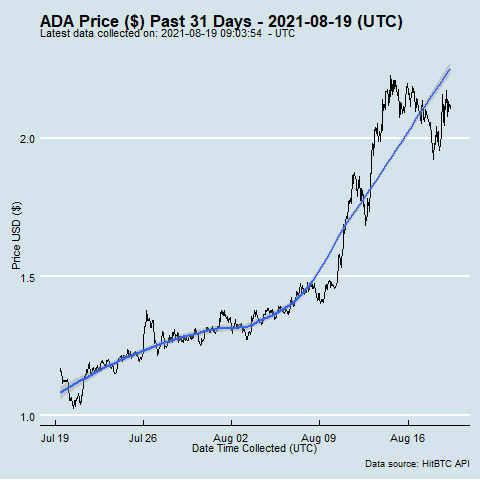 ADA Price ($) Past 31 Days - 2021-08-19 (UTC)
Latest data collected on: 2021-08-19 09:03:54  - UTC
Price USD ($)
2.0
1.5
1.0
Jul 19 Jul 26 Aug 02 Aug 09 Aug 16
Date Time Collected (UTC)
Data source: HitBTC API